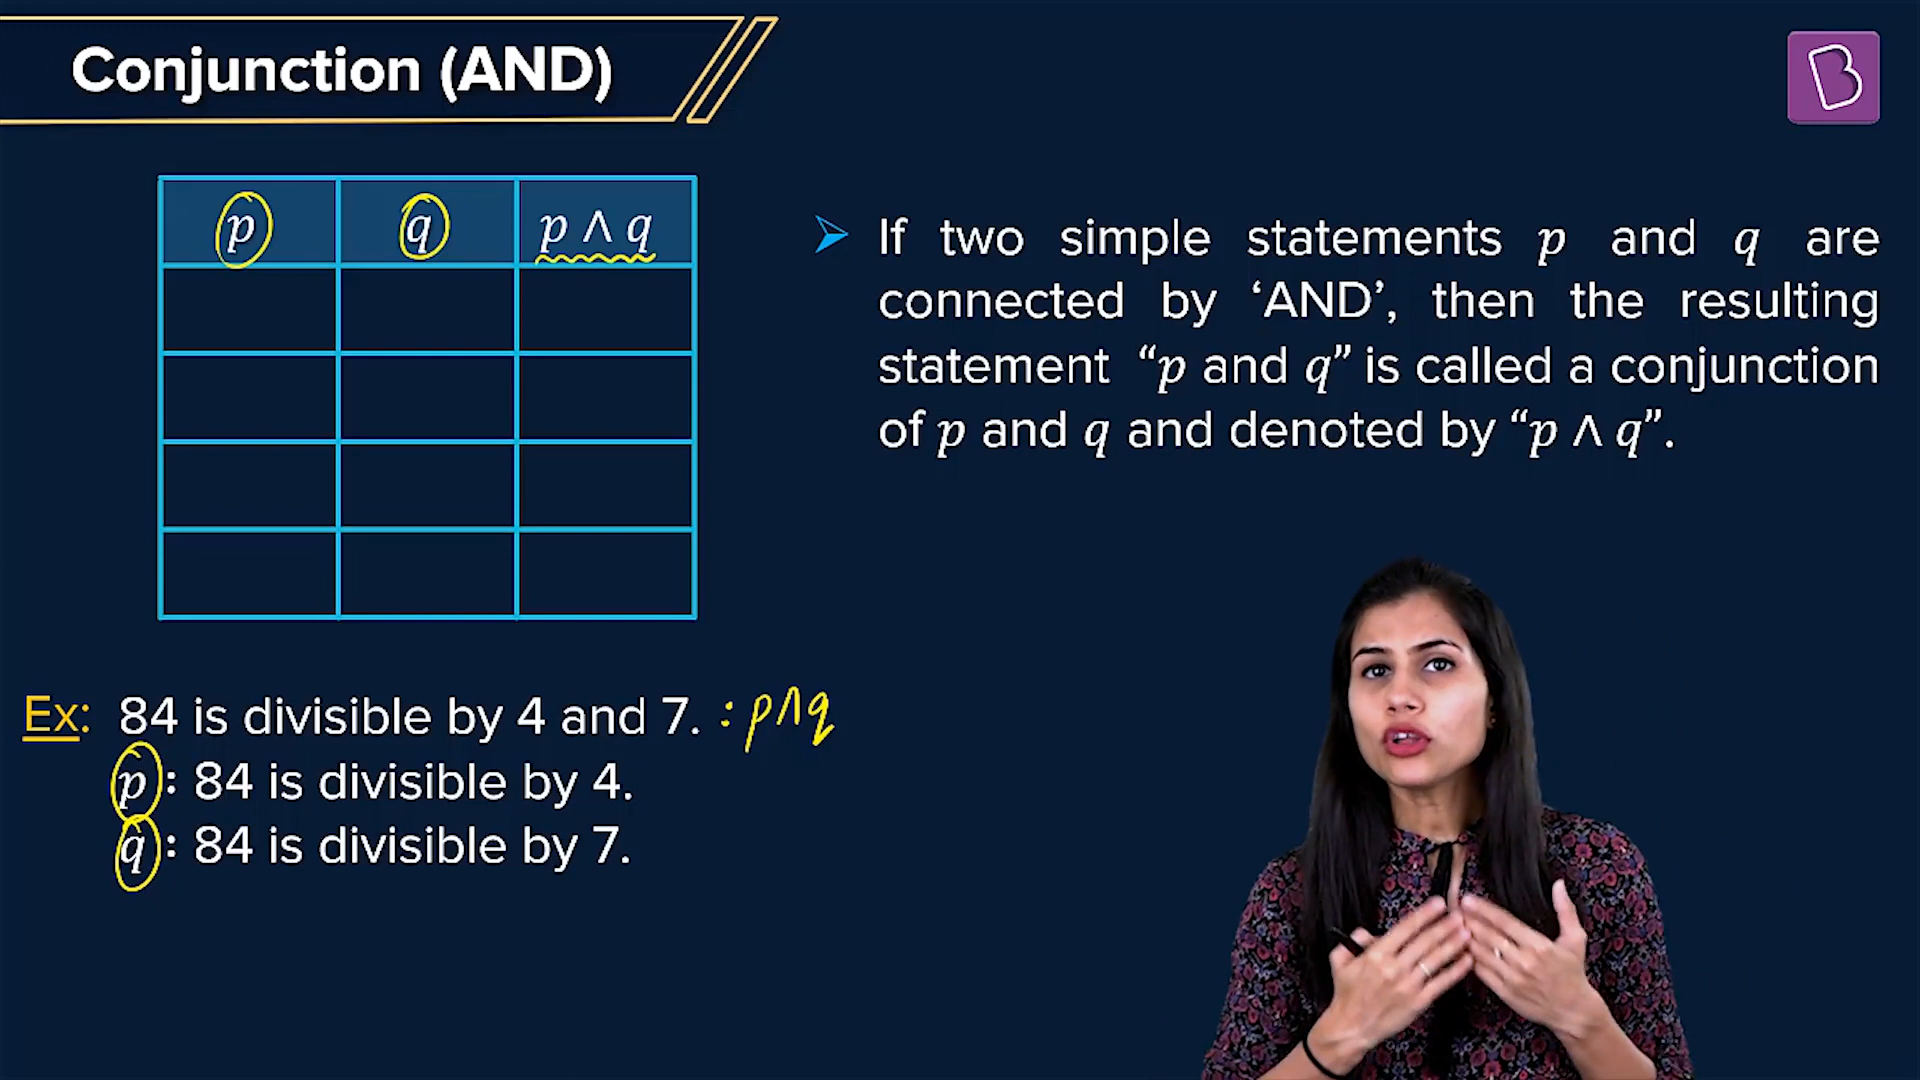 Conjunction (AND)
p q p ∧ q
If two simple statements p and q are
connected by ‘AND’, then the resulting
statement “p and q” is called a conjunction
of p and q and denoted by “p ∧ q”.
Ex: 84 is divisible by 4 and 7. : p∧q
p : 84 is divisible by 4.
q : 84 is divisible by 7.